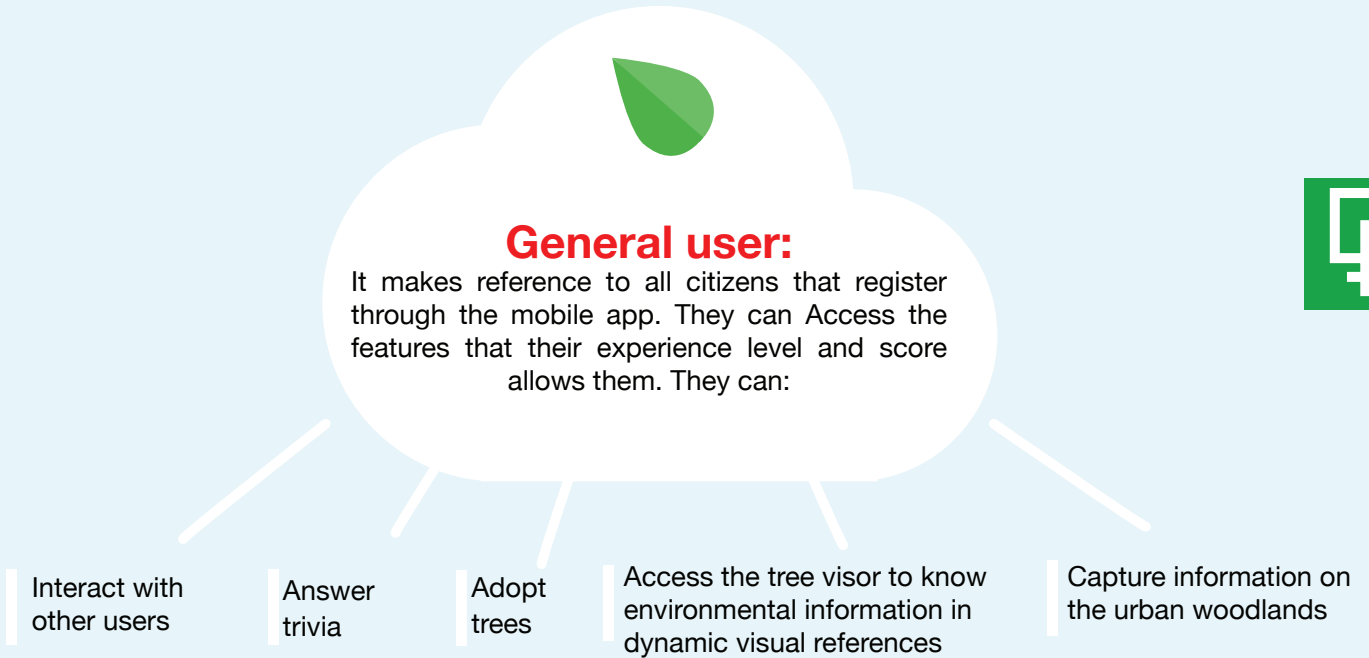 General user:
It makes reference to all citizens that register
through the mobile app. They can Access the
features that their experience level and score
allows them. They can:
Interact with
other users
Answer
trivia
Adopt
trees
Access the tree visor to know
environmental information in
dynamic visual references
Capture information on
the urban woodlands